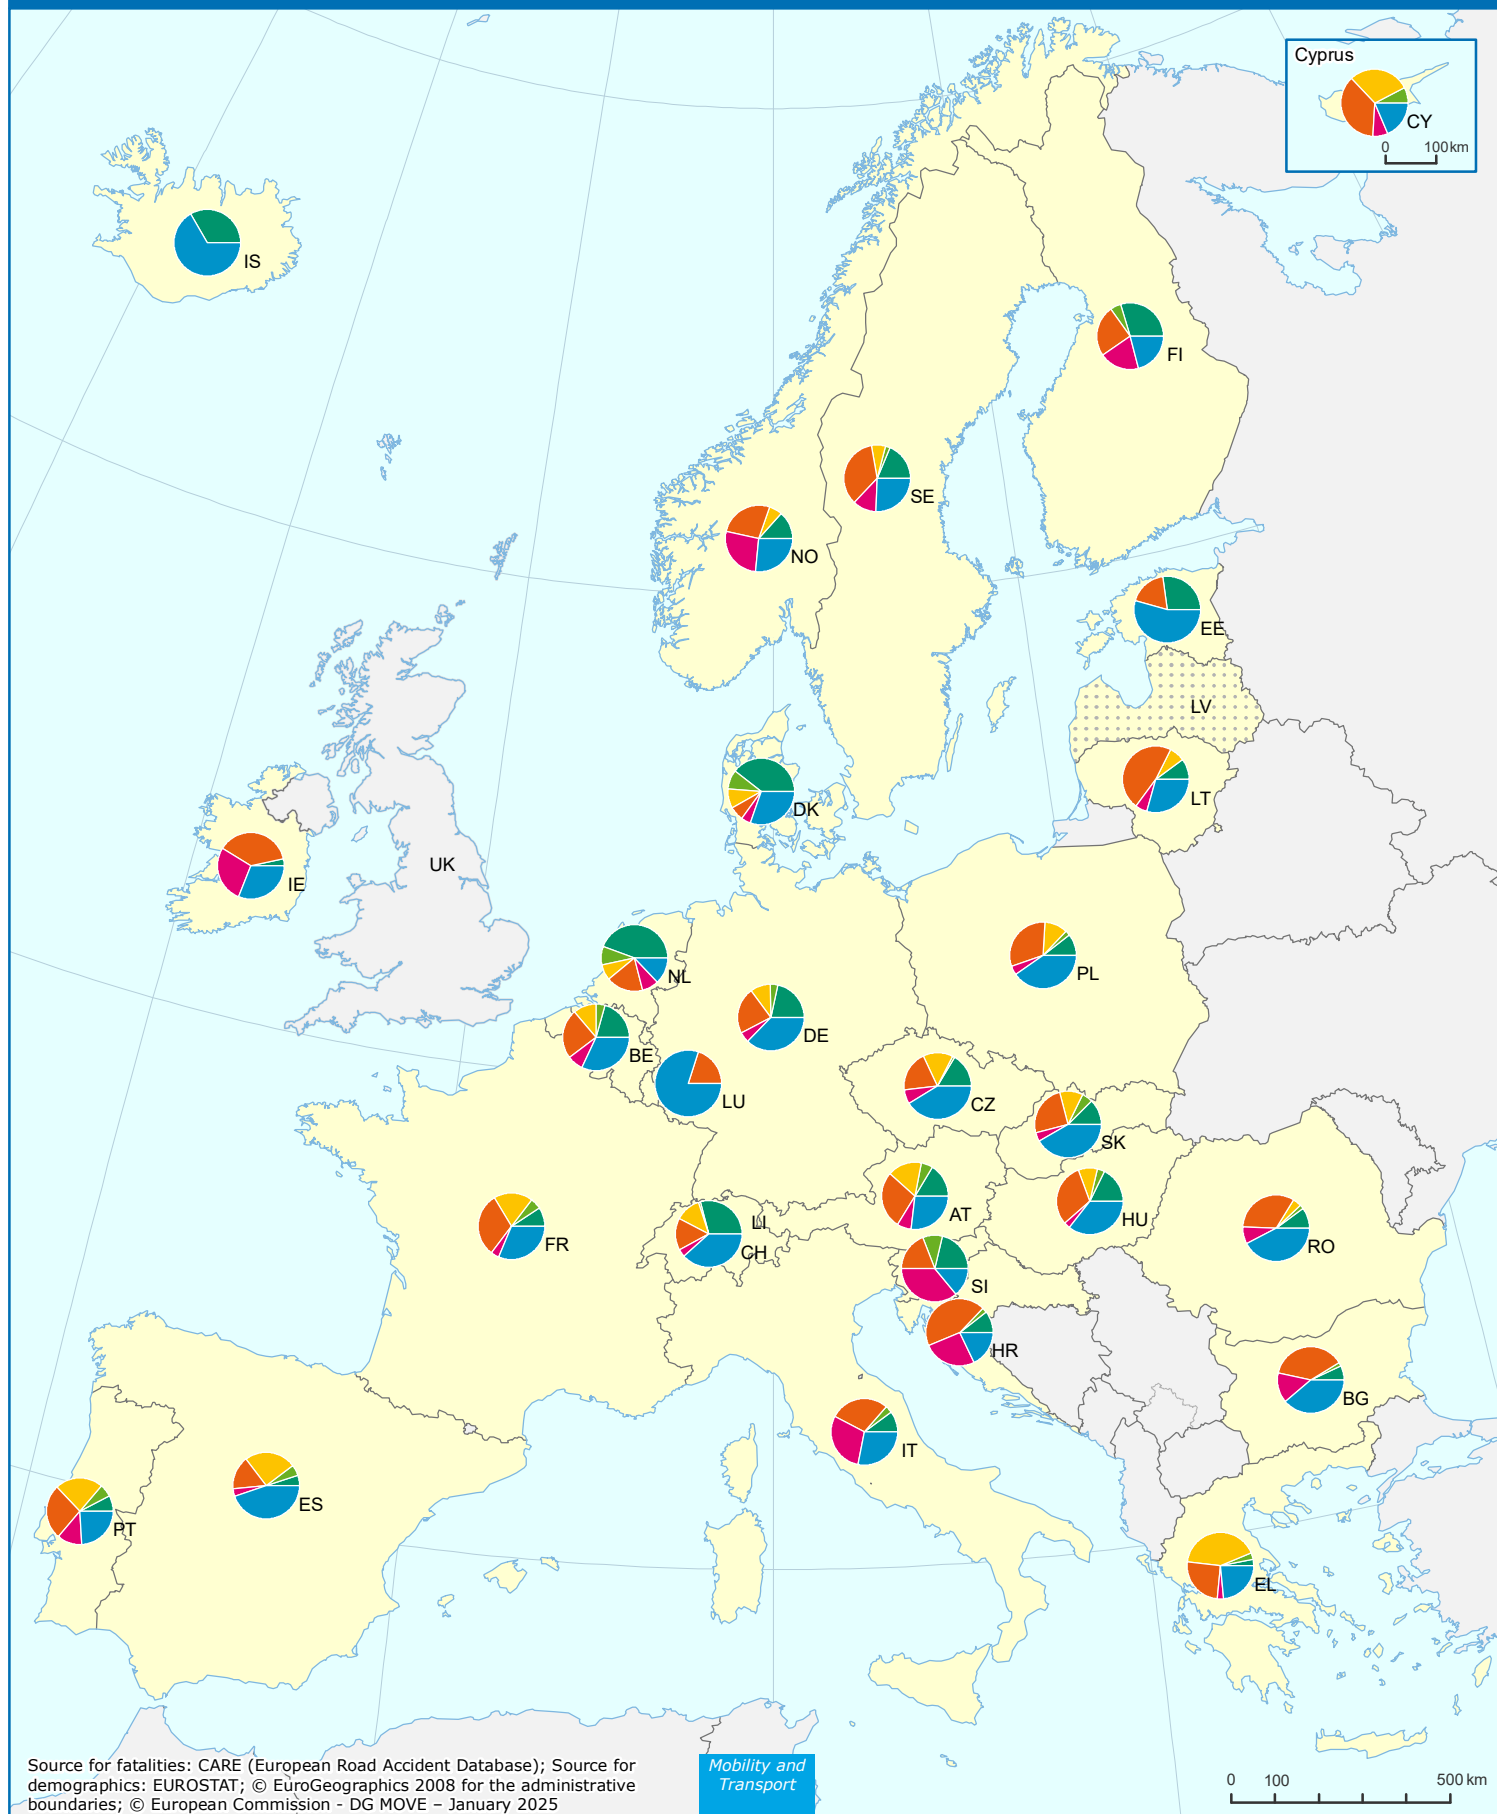 Cyprus
CY
0 100 km
IS
FI
SE
NO
EE
LV
LT
DK
UK
IE
NL
PL
DE
BE
LU
CZ
SK
AT
HU
FR
LI
CH
RO
SI
HR
BG
IT
ES
PT
EL
Source for fatalities: CARE (European Road Accident Database); Source for
demographics: EUROSTAT; © EuroGeographics 2008 for the administrative
boundaries; © European Commission - DG MOVE – January 2025
Mobility and
Transport
0 100 500 km